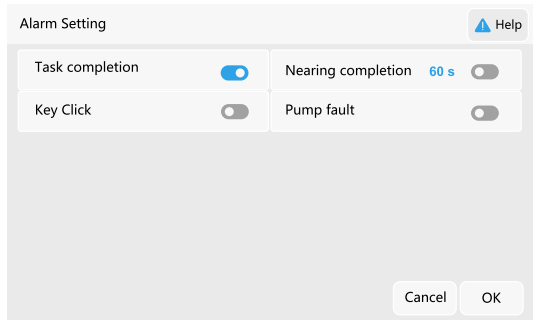 Alarm Setting
Help
Task completion
Nearing completion 60 s
Key Click
Pump fault
Cancel
OK